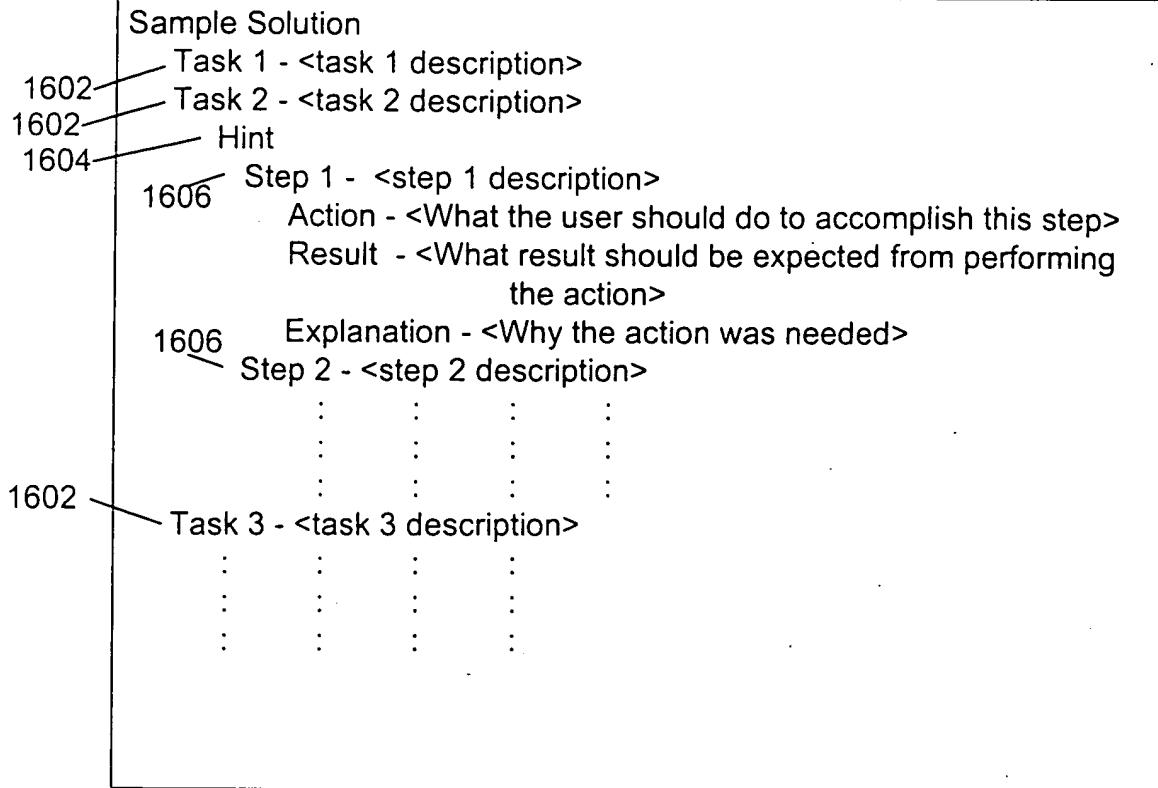 Sample Solution
1602 Task 1 - <task 1 description>
1602 Task 2 - <task 2 description>
1604 Hint
1606 Step 1 - <step 1 description>
Action - <What the user should do to accomplish this step>
Result - <What result should be expected from performing
the action>
Explanation - <Why the action was needed>
1606 Step 2 - <step 2 description>
: : : :
: : : :
: : : :
1602 Task 3 - <task 3 description>
: : : :
: : : :
: : : :